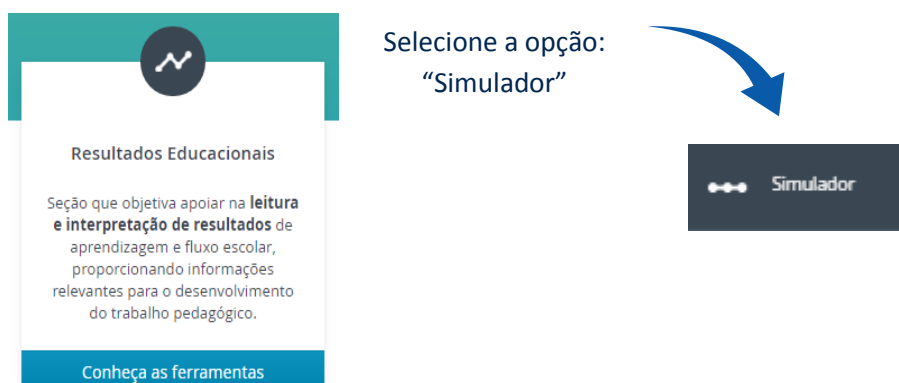 Resultados Educacionais
Seção que objetiva apoiar na leitura
e interpretação de resultados de
aprendizagem e fluxo escolar,
proporcionando informações
relevantes para o desenvolvimento
do trabalho pedagógico.
Conheça as ferramentas
Selecione a opção:
“Simulador”
Simulador